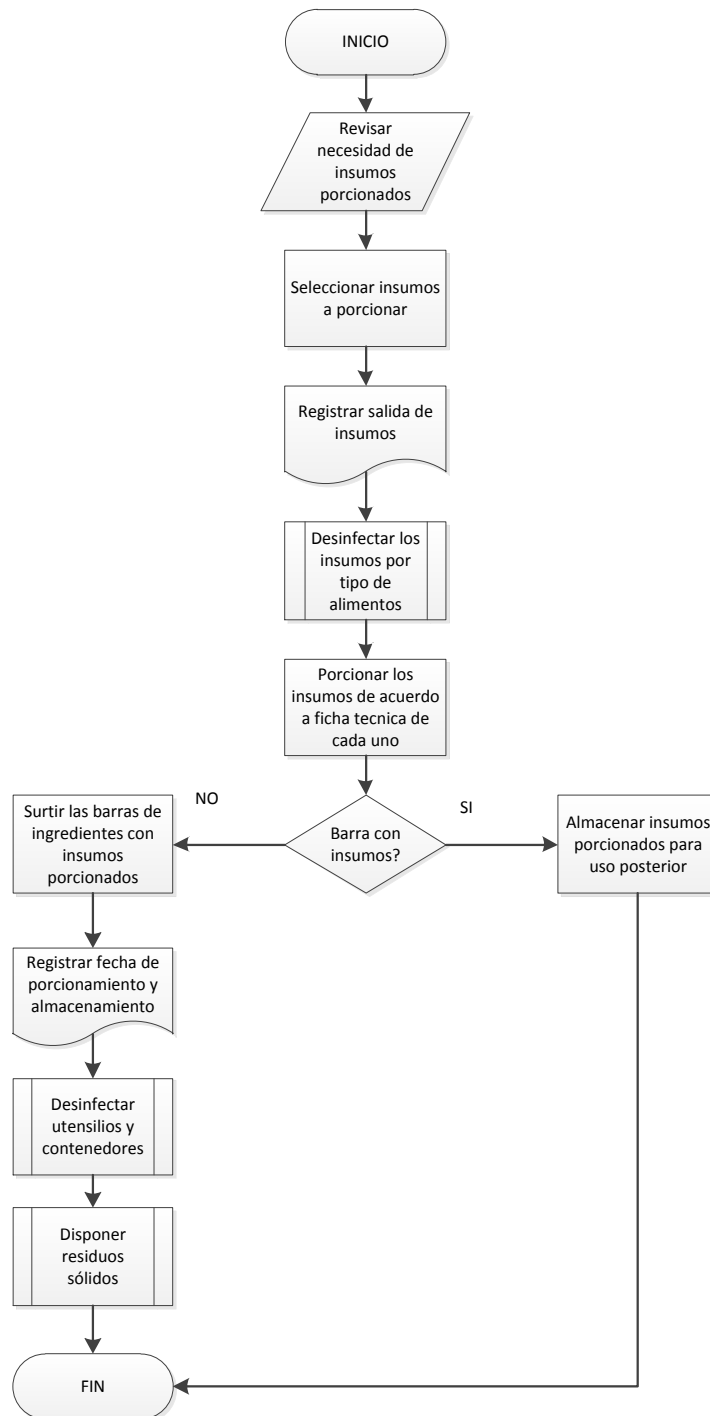 INICIO
Revisar
necesidad de
insumos
porcionados
Seleccionar insumos
a porcionar
Registrar salida de
insumos
Desinfectar los
insumos por
tipo de
alimentos
Porcionar los
insumos de acuerdo
a ficha tecnica de
cada uno
Barra con
insumos?
NO
SI
Surtir las barras de
ingredientes con
insumos
porcionados
Almacenar insumos
porcionados para
uso posterior
Registrar fecha de
porcionamiento y
almacenamiento
Desinfectar
utensilios y
contenedores
Disponer
residuos
sólidos
FIN